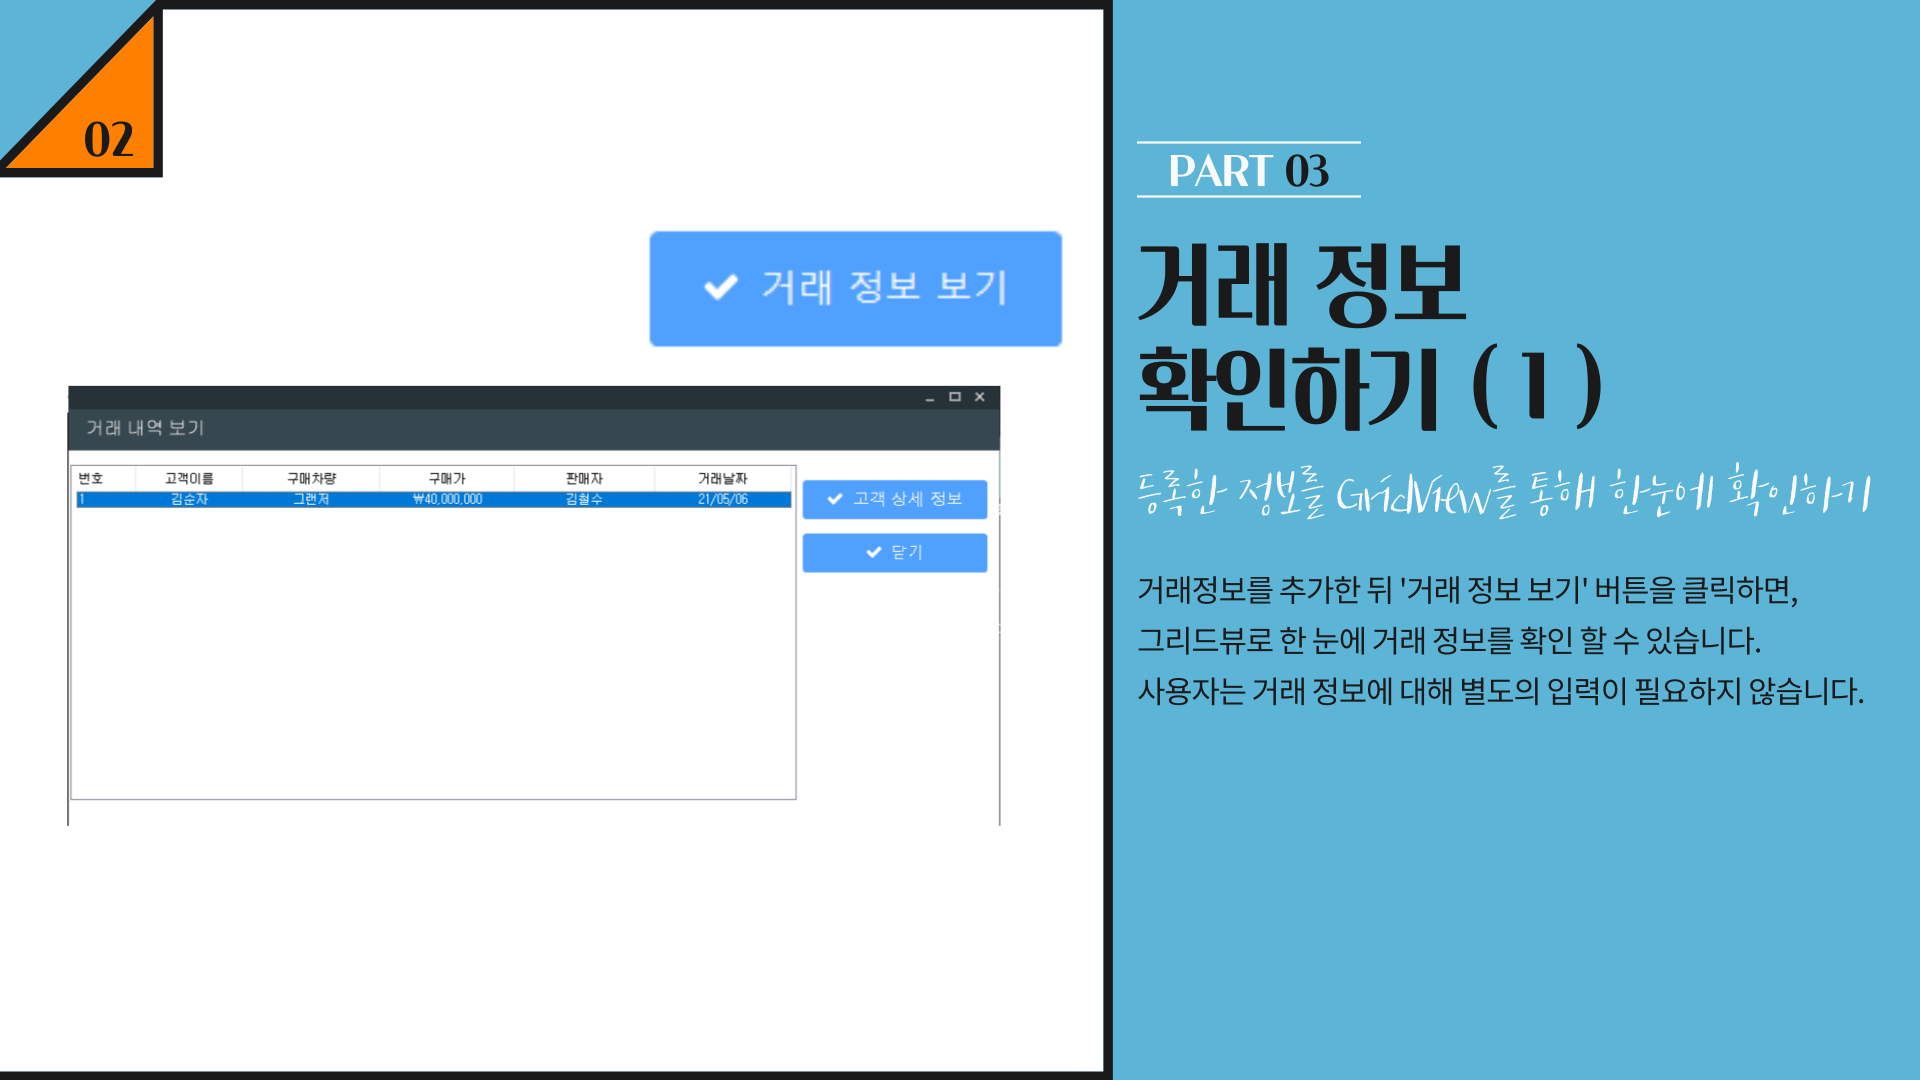 02
거래 정보 보기
거래 내역 보기
번호 고객이름 구매차량 구매가 판매자 거래날짜
1 김순자 그랜저 ₩40,000,000 김철수 21/05/06
고객 상세 정보
닫기
PART 03
거래 정보
확인하기 ( 1 )
등록한 정보를 GridView를 통해 한눈에 확인하기
거래정보를 추가한 뒤 '거래 정보 보기' 버튼을 클릭하면,
그리드뷰로 한 눈에 거래 정보를 확인 할 수 있습니다.
사용자는 거래 정보에 대해 별도의 입력이 필요하지 않습니다.